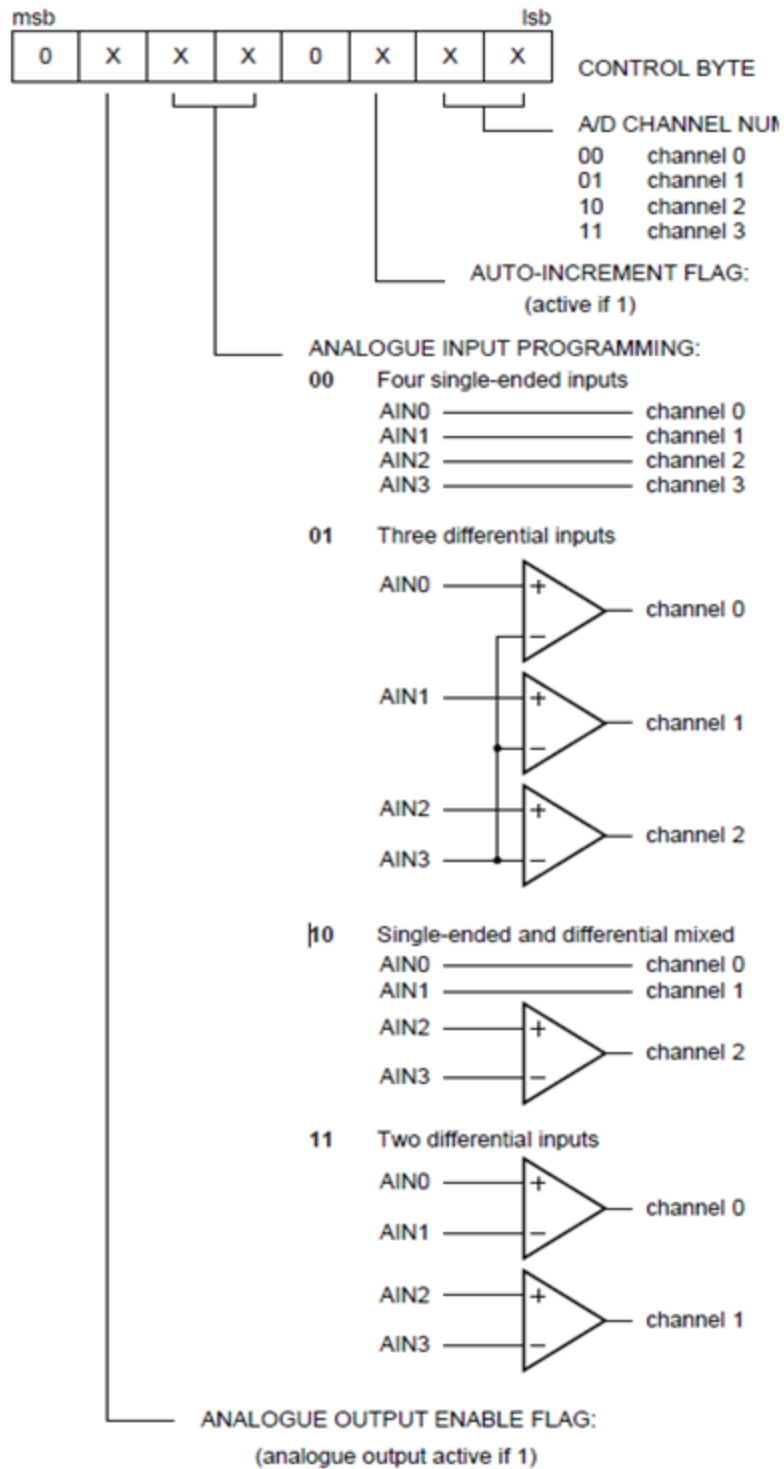 msb lsb
0 X X X 0 X X X
CONTROL BYTE
A/D CHANNEL NUM
00 channel 0
01 channel 1
10 channel 2
11 channel 3
AUTO-INCREMENT FLAG:
(active if 1)
ANALOGUE INPUT PROGRAMMING:
00 Four single-ended inputs
AIN0 channel 0
AIN1 channel 1
AIN2 channel 2
AIN3 channel 3
01 Three differential inputs
AIN0 + channel 0
−
AIN1 + channel 1
−
AIN2 + channel 2
AIN3 −
10 Single-ended and differential mixed
AIN0 channel 0
AIN1 channel 1
AIN2 + channel 2
AIN3 −
11 Two differential inputs
AIN0 + channel 0
AIN1 −
AIN2 + channel 1
AIN3 −
ANALOGUE OUTPUT ENABLE FLAG:
(analogue output active if 1)